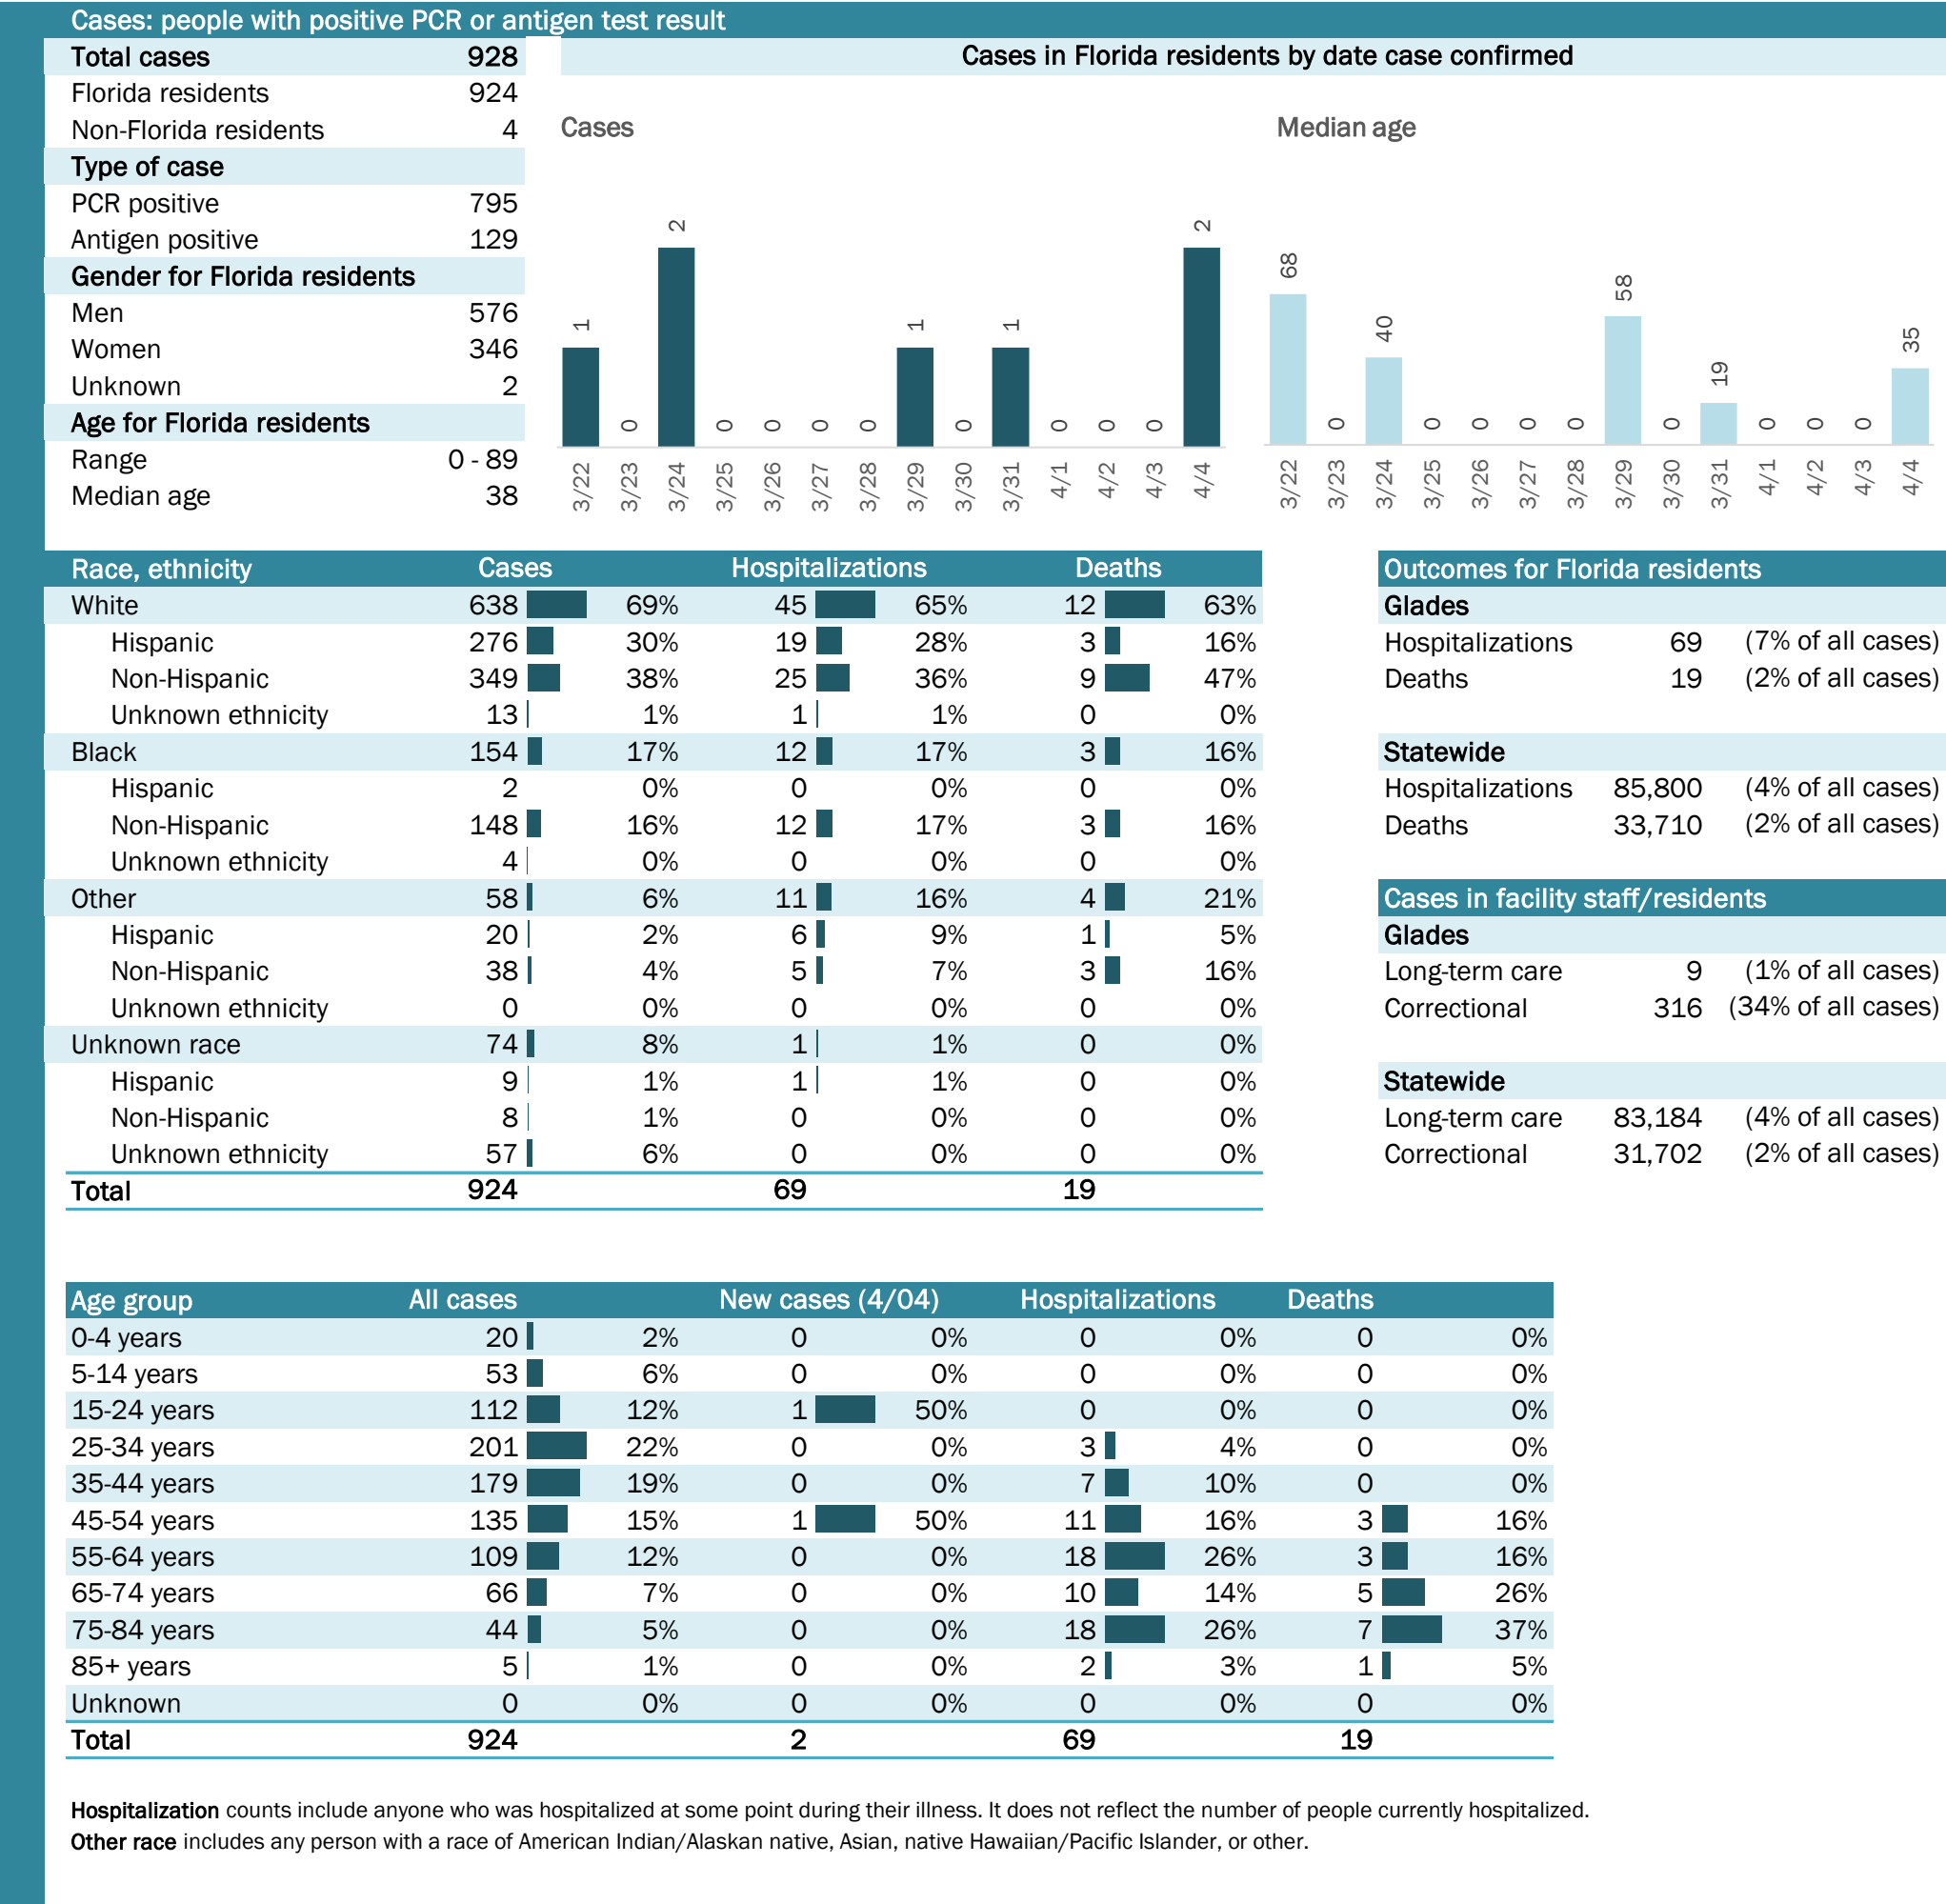 Cases: people with positive PCR or antigen test result
Total cases 928
Florida residents 924
Non-Florida residents 4
Type of case
PCR positive 795
Antigen positive 129
Gender for Florida residents
Men 576
Women 346
Unknown 2
Age for Florida residents
Range 0 - 89
Median age 38
Cases in Florida residents by date case confirmed
Cases
1 0 2 0 0 0 0 1 0 1 0 0 0 2
3/22 3/23 3/24 3/25 3/26 3/27 3/28 3/29 3/30 3/31 4/1 4/2 4/3 4/4
Median age
68 0 40 0 0 0 0 58 0 19 0 0 0 35
3/22 3/23 3/24 3/25 3/26 3/27 3/28 3/29 3/30 3/31 4/1 4/2 4/3 4/4
Race, ethnicity Cases Hospitalizations Deaths
White 638 69% 45 65% 12 63%
Hispanic 276 30% 19 28% 3 16%
Non-Hispanic 349 38% 25 36% 9 47%
Unknown ethnicity 13 1% 1 1% 0 0%
Black 154 17% 12 17% 3 16%
Hispanic 2 0% 0 0% 0 0%
Non-Hispanic 148 16% 12 17% 3 16%
Unknown ethnicity 4 0% 0 0% 0 0%
Other 58 6% 11 16% 4 21%
Hispanic 20 2% 6 9% 1 5%
Non-Hispanic 38 4% 5 7% 3 16%
Unknown ethnicity 0 0% 0 0% 0 0%
Unknown race 74 8% 1 1% 0 0%
Hispanic 9 1% 1 1% 0 0%
Non-Hispanic 8 1% 0 0% 0 0%
Unknown ethnicity 57 6% 0 0% 0 0%
Total 924 69 19
Outcomes for Florida residents
Glades
Hospitalizations 69 (7% of all cases)
Deaths 19 (2% of all cases)
Statewide
Hospitalizations 85,800 (4% of all cases)
Deaths 33,710 (2% of all cases)
Cases in facility staff/residents
Glades
Long-term care 9 (1% of all cases)
Correctional 316 (34% of all cases)
Statewide
Long-term care 83,184 (4% of all cases)
Correctional 31,702 (2% of all cases)
Age group All cases New cases (4/04) Hospitalizations Deaths
0-4 years 20 2% 0 0% 0 0% 0 0%
5-14 years 53 6% 0 0% 0 0% 0 0%
15-24 years 112 12% 1 50% 0 0% 0 0%
25-34 years 201 22% 0 0% 3 4% 0 0%
35-44 years 179 19% 0 0% 7 10% 0 0%
45-54 years 135 15% 1 50% 11 16% 3 16%
55-64 years 109 12% 0 0% 18 26% 3 16%
65-74 years 66 7% 0 0% 10 14% 5 26%
75-84 years 44 5% 0 0% 18 26% 7 37%
85+ years 5 1% 0 0% 2 3% 1 5%
Unknown 0 0% 0 0% 0 0% 0 0%
Total 924 2 69 19
Hospitalization counts include anyone who was hospitalized at some point during their illness. It does not reflect the number of people currently hospitalized.
Other race includes any person with a race of American Indian/Alaskan native, Asian, native Hawaiian/Pacific Islander, or other.